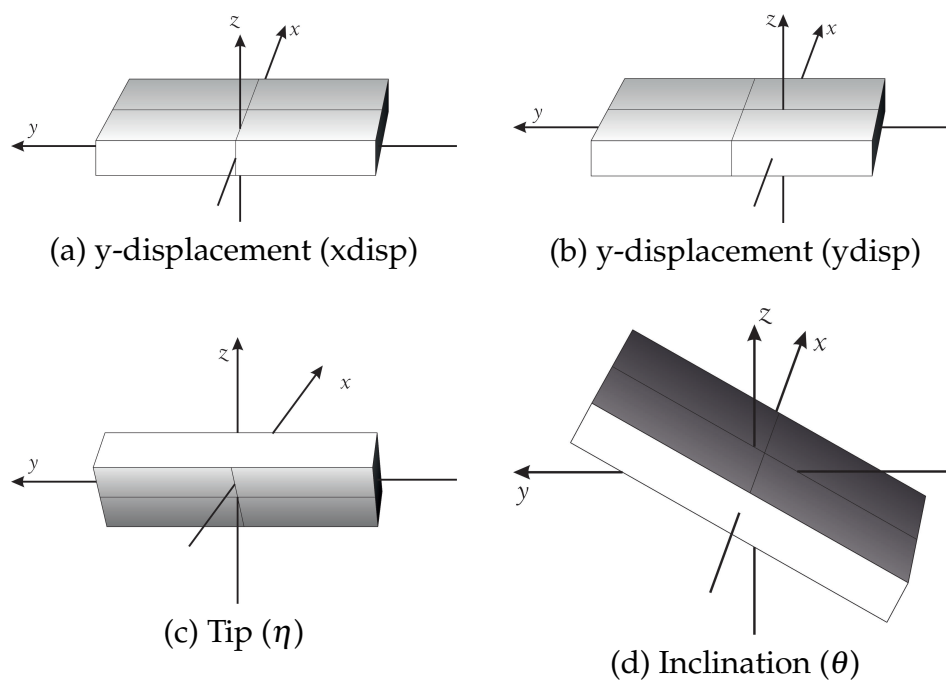 z
x
y
(a) y-displacement (xdisp)
z
x
y
(b) y-displacement (ydisp)
z
x
y
(c) Tip (η)
z
x
y
(d) Inclination (θ)